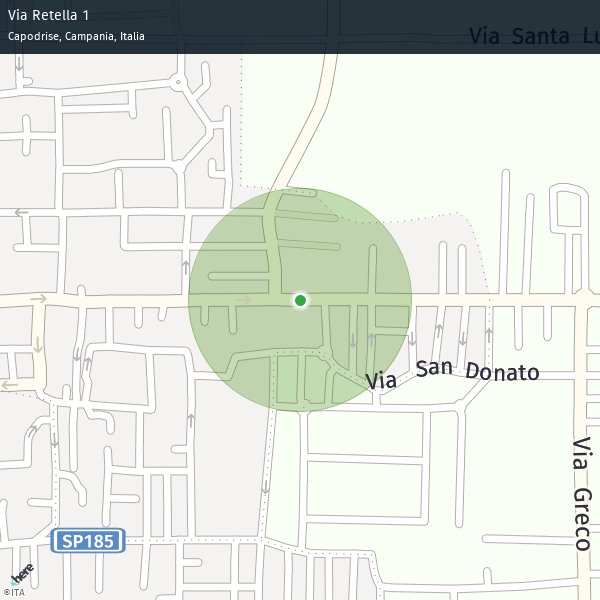 Via Retella 1
Capodrise, Campania, Italia
Via Santa Lu
Via San Donato
Via Greco
SP185
here
©ITA